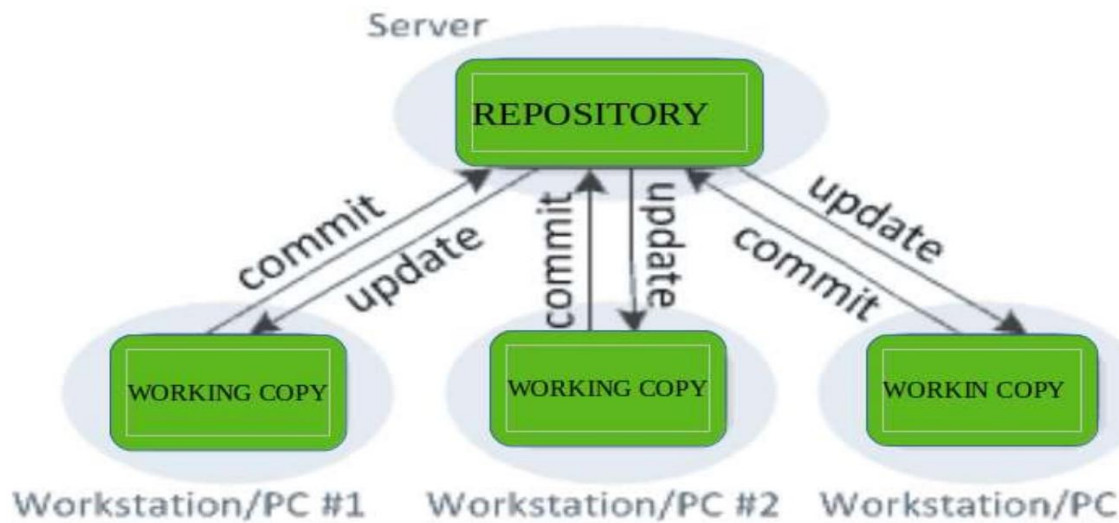 Server
REPOSITORY
commit
update
commit
update
commit
update
WORKING COPY
WORKING COPY
WORKIN COPY
Workstation/PC #1
Workstation/PC #2
Workstation/PC